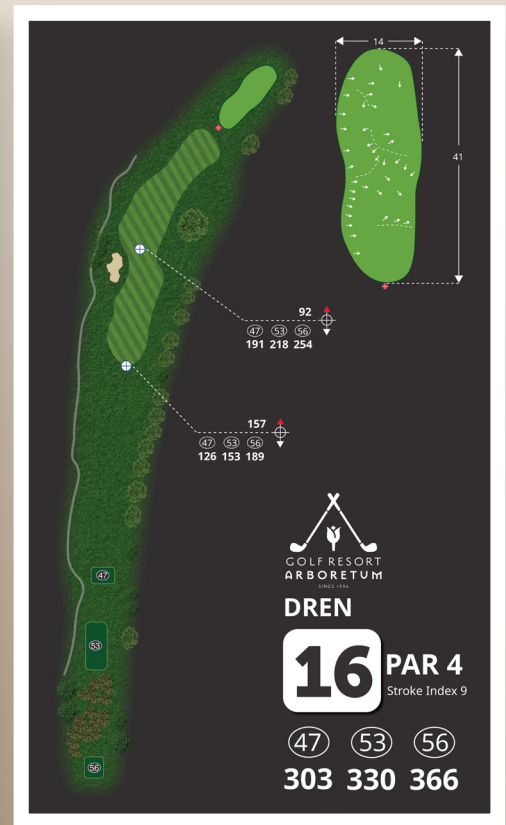 14
41
92
47 53 56
191 218 254
157
47 53 56
126 153 189
47
53
56
GOLF RESORT
ARBORETUM
SINCE 1996
DREN
16 PAR 4
Stroke Index 9
47 53 56
303 330 366